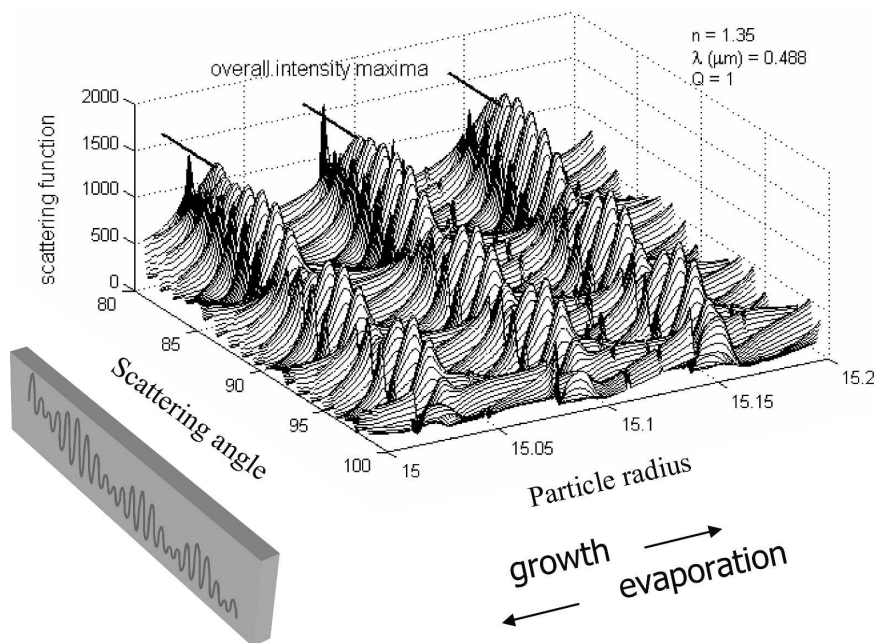 n = 1.35
λ (μm) = 0.488
Q = 1
overall intensity maxima
2000
1500
1000
500
0
scattering function
80
85
90
95
100
Scattering angle
15
15.05
15.1
15.15
15.2
Particle radius
growth
evaporation